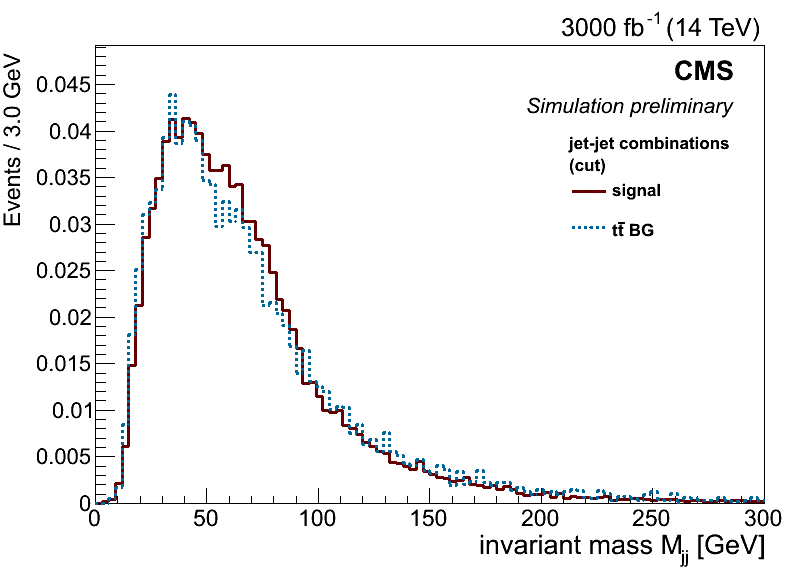 3000 fb⁻¹ (14 TeV)
CMS
Simulation preliminary
jet-jet combinations
(cut)
signal
tt̅ BG
Events / 3.0 GeV
0.045
0.04
0.035
0.03
0.025
0.02
0.015
0.01
0.005
0
0 50 100 150 200 250 300
invariant mass Mjj [GeV]